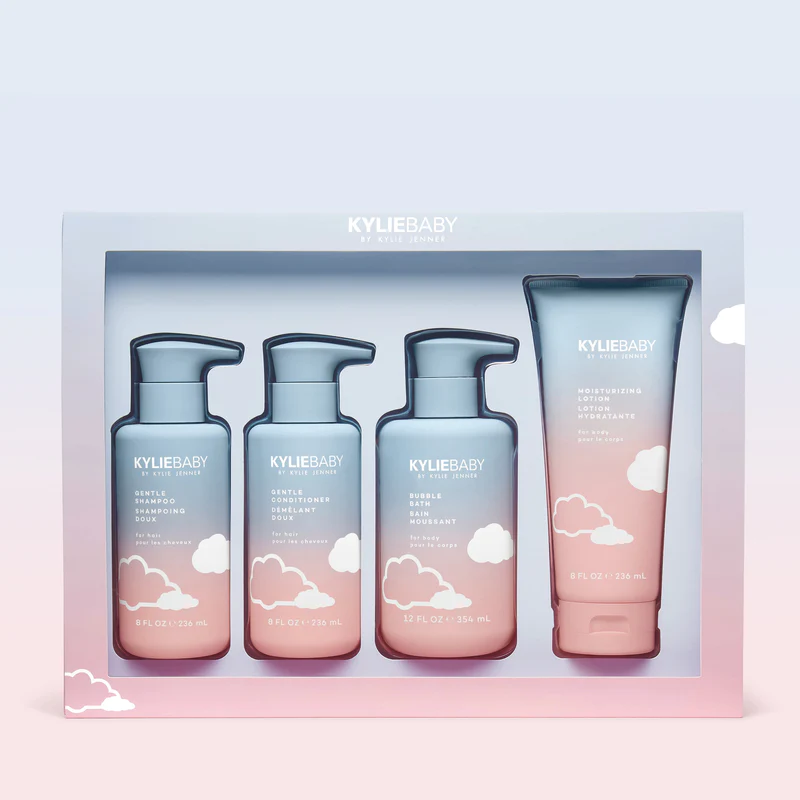 KYLIEBABY
BY KYLIE JENNER
KYLIEBABY
BY KYLIE JENNER
GENTLE
SHAMPOO
SHAMPOING
DOUX
for hair
pour les cheveux
8 FL OZ ℮ 236 mL
KYLIEBABY
BY KYLIE JENNER
GENTLE
CONDITIONER
DÉMÊLANT
DOUX
for hair
pour les cheveux
8 FL OZ ℮ 236 mL
KYLIEBABY
BY KYLIE JENNER
BUBBLE
BATH
BAIN
MOUSSANT
for body
pour le corps
12 FL OZ ℮ 354 mL
KYLIEBABY
BY KYLIE JENNER
MOISTURIZING
LOTION
LOTION
HYDRATANTE
for body
pour le corps
8 FL OZ ℮ 236 mL